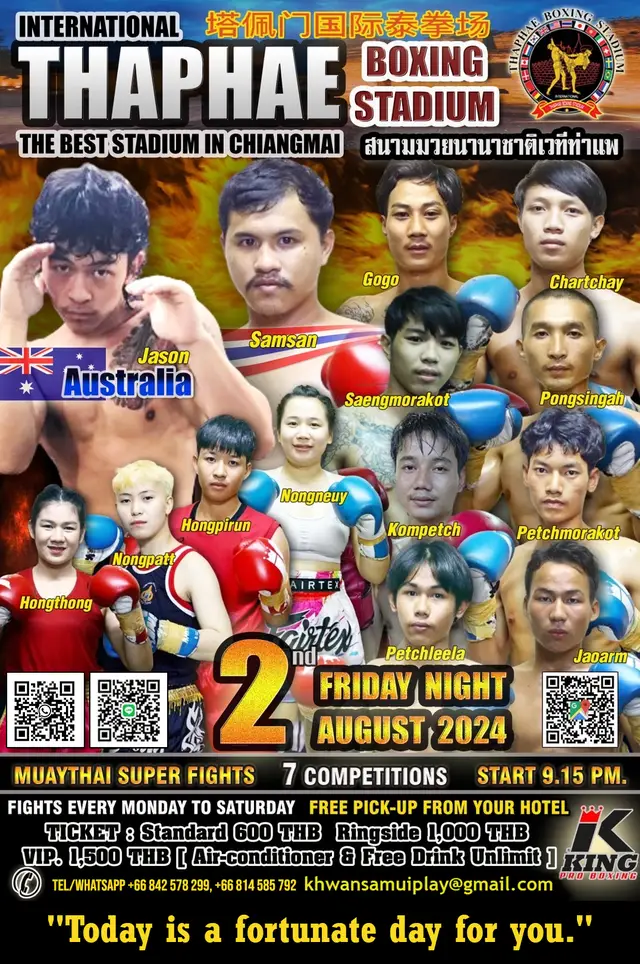 INTERNATIONAL
塔佩门国际泰拳场
THAPHAE
BOXING
STADIUM
THE BEST STADIUM IN CHIANGMAI
สนามมวยนานาชาติเวทีท่าแพ
THAPHAE BOXING STADIUM
Gogo
Chartchay
Jason
Australia
Samsan
Saengmorakot
Pongsingah
Nongneuy
Hongpirun
Kompetch
Petchmorakot
Nongpatt
Hongthong
AIRTEX
Fairtex
Petchleela
Jaoarm
2nd
FRIDAY NIGHT
AUGUST 2024
MUAYTHAI SUPER FIGHTS 7 COMPETITIONS START 9.15 PM.
FIGHTS EVERY MONDAY TO SATURDAY FREE PICK-UP FROM YOUR HOTEL
TICKET : Standard 600 THB Ringside 1,000 THB
VIP. 1,500 THB [ Air-conditioner & Free Drink Unlimit ]
K
KING
PRO BOXING
TEL/WHATSAPP +66 842 578 299, +66 814 585 792 khwansamuiplay@gmail.com
"Today is a fortunate day for you."